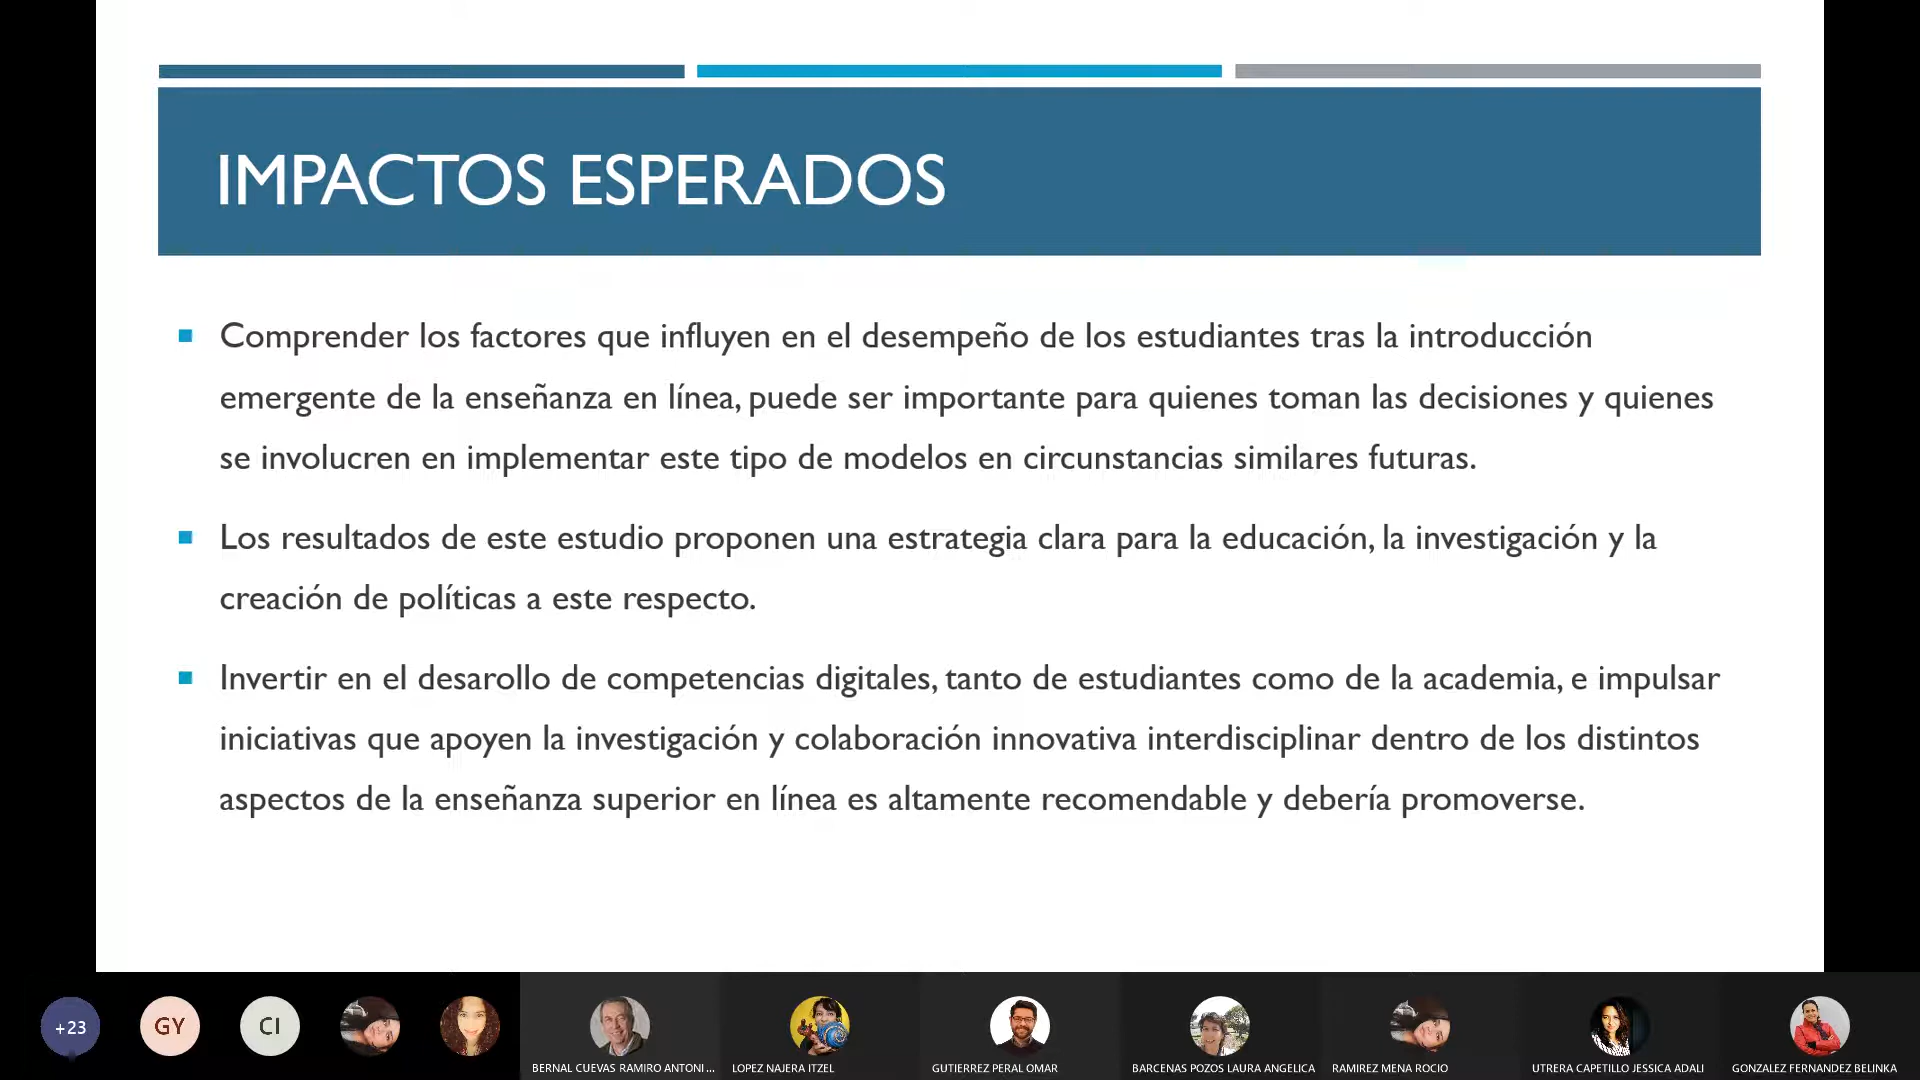 IMPACTOS ESPERADOS
Comprender los factores que influyen en el desempeño de los estudiantes tras la introducción
emergente de la enseñanza en línea, puede ser importante para quienes toman las decisiones y quienes
se involucren en implementar este tipo de modelos en circunstancias similares futuras.
Los resultados de este estudio proponen una estrategia clara para la educación, la investigación y la
creación de políticas a este respecto.
Invertir en el desarollo de competencias digitales, tanto de estudiantes como de la academia, e impulsar
iniciativas que apoyen la investigación y colaboración innovativa interdisciplinar dentro de los distintos
aspectos de la enseñanza superior en línea es altamente recomendable y debería promoverse.
+23
GY
CI
BERNAL CUEVAS RAMIRO ANTONI...
LOPEZ NAJERA ITZEL
GUTIERREZ PERAL OMAR
BARCENAS POZOS LAURA ANGELICA
RAMIREZ MENA ROCIO
UTRERA CAPETILLO JESSICA ADALI
GONZALEZ FERNANDEZ BELINKA